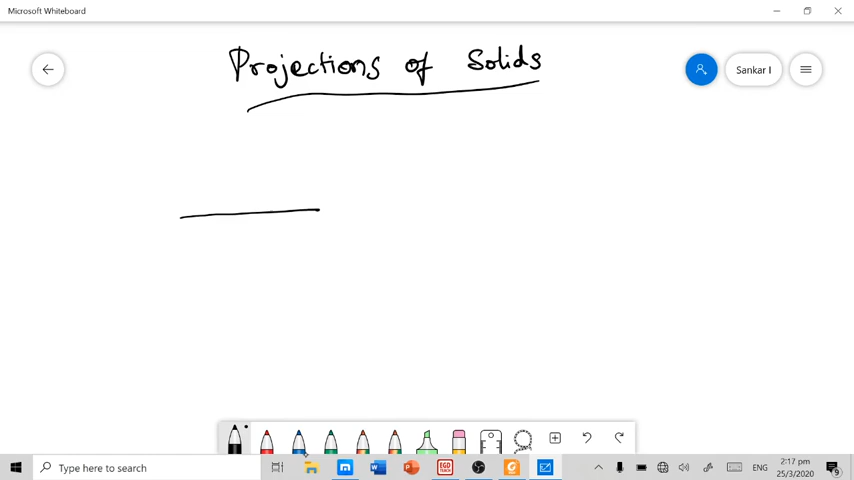 Microsoft Whiteboard
Projections of Solids
Sankar I
Type here to search
ENG
2:17 pm
25/3/2020